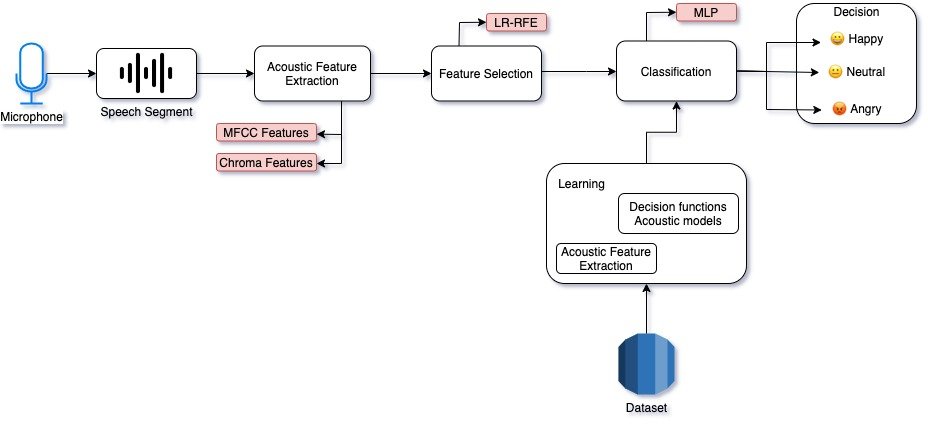 Microphone
Speech Segment
Acoustic Feature
Extraction
MFCC Features
Chroma Features
Feature Selection
LR-RFE
Classification
MLP
Decision
Happy
Neutral
Angry
Learning
Decision functions
Acoustic models
Acoustic Feature
Extraction
Dataset